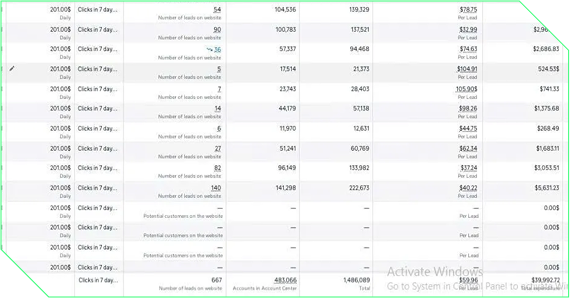 201.00$ Clicks in 7 day... 54 104,536 139,329 $78.75
Daily Number of leads on website Per Lead
201.00$ Clicks in 7 day... 90 100,783 137,521 $32.99
Daily Number of leads on website Per Lead
201.00$ Clicks in 7 day... 36 57,337 94,468 $74.63 $2,686.83
Daily Number of leads on website Per Lead
201.00$ Clicks in 7 day... 5 17,514 21,373 $104.91 524.53$
Daily Number of leads on website Per Lead
201.00$ Clicks in 7 day... 7 23,743 28,403 105.90$ $741.33
Daily Number of leads on website Per Lead
201.00$ Clicks in 7 day... 14 44,179 57,138 $98.26 $1,375.68
Daily Number of leads on website Per Lead
201.00$ Clicks in 7 day... 6 11,970 12,631 $44.75 $268.49
Daily Number of leads on website Per Lead
201.00$ Clicks in 7 day... 27 51,241 60,769 $62.34 $1,683.11
Daily Number of leads on website Per Lead
201.00$ Clicks in 7 day... 82 96,149 133,982 $37.24 $3,053.51
Daily Number of leads on website Per Lead
201.00$ Clicks in 7 day... 140 141,298 222,673 $40.22 $5,631.23
Daily Number of leads on website Per Lead
201.00$ Clicks in 7 day... — — — — 0.00$
Daily Potential customers on the website Per Lead
201.00$ Clicks in 7 day... — — — — 0.00$
Daily Potential customers on the website Per Lead
201.00$ Clicks in 7 day... — — — — 0.00$
Daily Potential customers on the website Per Lead
201.00$ Clicks in 7 day... — — — — 0.00$
Clicks in 7 day... 667 483,066 1,486,089 $59.96 $39,992.72
Number of leads on website Accounts in Account Center Total Per Lead Total expenditure
Activate Windows
Go to System in Control Panel to